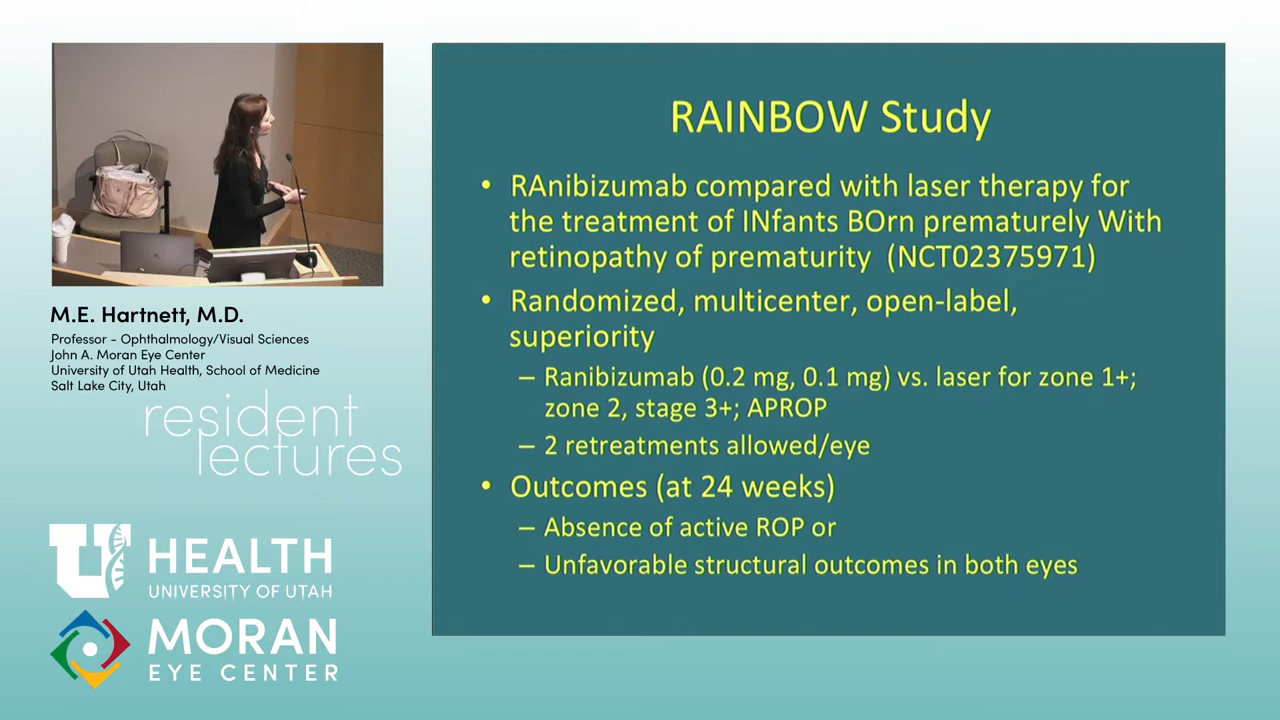 RAINBOW Study
• RAnibizumab compared with laser therapy for
the treatment of INfants BOrn prematurely With
retinopathy of prematurity (NCT02375971)
• Randomized, multicenter, open-label,
superiority
– Ranibizumab (0.2 mg, 0.1 mg) vs. laser for zone 1+;
zone 2, stage 3+; APROP
– 2 retreatments allowed/eye
• Outcomes (at 24 weeks)
– Absence of active ROP or
– Unfavorable structural outcomes in both eyes
M.E. Hartnett, M.D.
Professor - Ophthalmology/Visual Sciences
John A. Moran Eye Center
University of Utah Health, School of Medicine
Salt Lake City, Utah
resident
lectures
U HEALTH
UNIVERSITY OF UTAH
MORAN
EYE CENTER